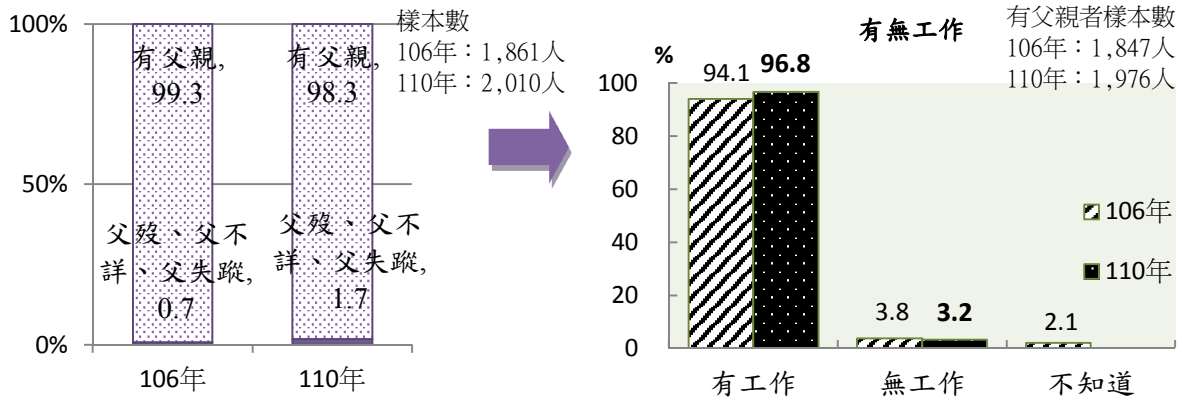 100%
50%
0%
有父親,
99.3
有父親,
98.3
父歿、父不
詳、父失蹤,
0.7
父歿、父不
詳、父失蹤,
1.7
106年
110年
樣本數
106年：1,861人
110年：2,010人
有無工作
有父親者樣本數
106年：1,847人
110年：1,976人
%
100
80
60
40
20
0
94.1
96.8
3.8
3.2
2.1
106年
110年
有工作
無工作
不知道